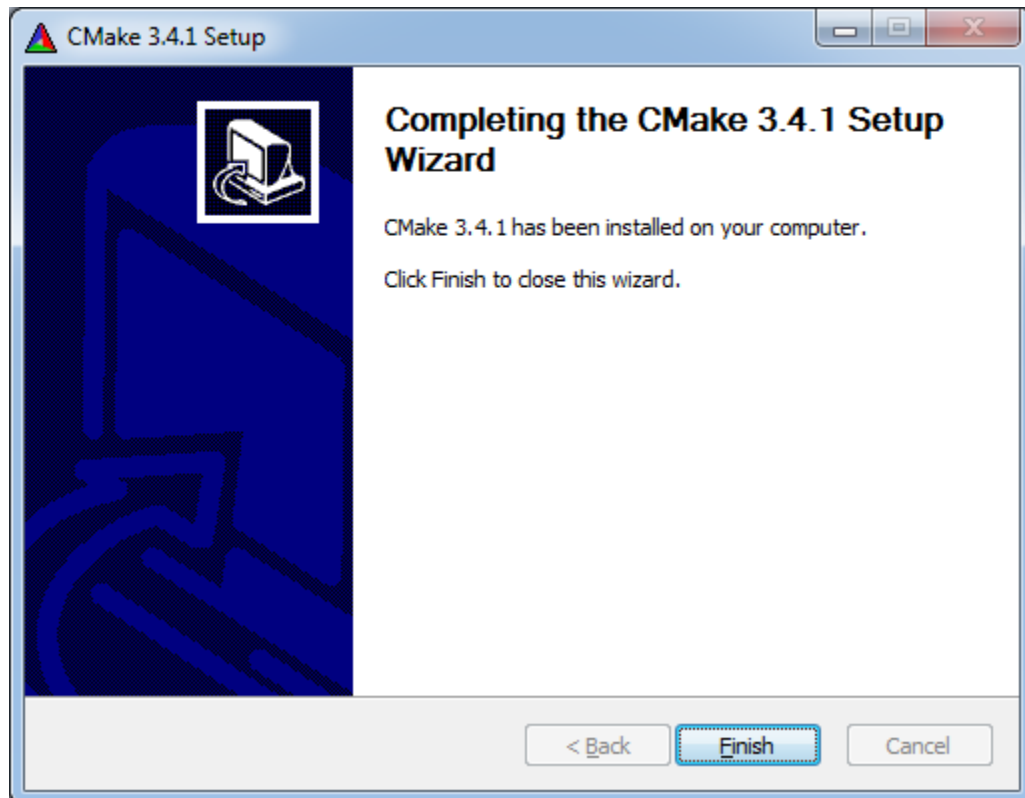 CMake 3.4.1 Setup
Completing the CMake 3.4.1 Setup
Wizard
CMake 3.4.1 has been installed on your computer.
Click Finish to close this wizard.
< Back
Finish
Cancel